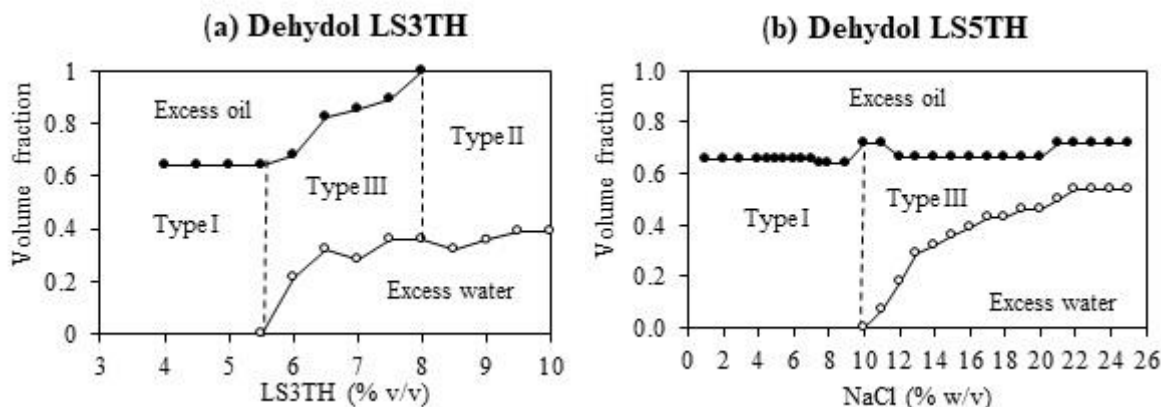 (a) Dehydol LS3TH
Volume fraction
1
0.8
0.6
0.4
0.2
0
Excess oil
Type I
Type III
Type II
Excess water
3 4 5 6 7 8 9 10
LS3TH (% v/v)
(b) Dehydol LS5TH
Volume fraction
1.0
0.8
0.6
0.4
0.2
0.0
Excess oil
Type I
Type III
Excess water
0 2 4 6 8 10 12 14 16 18 20 22 24 26
NaCl (% w/v)